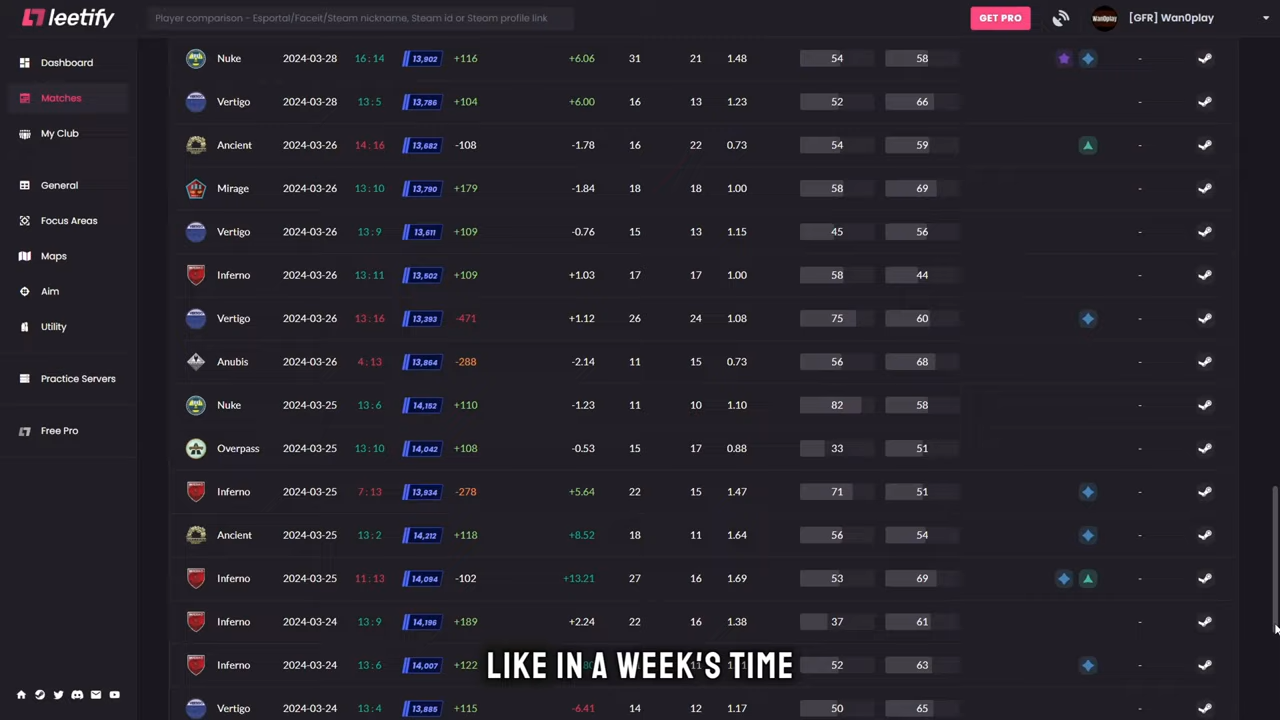 leetify Player comparison - Esportal/Faceit/Steam nickname, Steam id or Steam profile link GET PRO Wan0play [GFR] Wan0play
Dashboard
Matches
My Club
General
Focus Areas
Maps
Aim
Utility
Practice Servers
Free Pro
Nuke 2024-03-28 16:14 13,902 +116 +6.06 31 21 1.48 54 58 -
Vertigo 2024-03-28 13:5 13,786 +104 +6.00 16 13 1.23 52 66 -
Ancient 2024-03-26 14:16 13,682 -108 -1.78 16 22 0.73 54 59 -
Mirage 2024-03-26 13:10 13,790 +179 -1.84 18 18 1.00 58 69 -
Vertigo 2024-03-26 13:9 13,611 +109 -0.76 15 13 1.15 45 56 -
Inferno 2024-03-26 13:11 13,502 +109 +1.03 17 17 1.00 58 44 -
Vertigo 2024-03-26 13:16 13,393 -471 +1.12 26 24 1.08 75 60 -
Anubis 2024-03-26 4:13 13,864 -288 -2.14 11 15 0.73 56 68 -
Nuke 2024-03-25 13:6 14,152 +110 -1.23 11 10 1.10 82 58 -
Overpass 2024-03-25 13:10 14,042 +108 -0.53 15 17 0.88 33 51 -
Inferno 2024-03-25 7:13 13,934 -278 +5.64 22 15 1.47 71 51 -
Ancient 2024-03-25 13:2 14,212 +118 +8.52 18 11 1.64 56 54 -
Inferno 2024-03-25 11:13 14,094 -102 +13.21 27 16 1.69 53 69 -
Inferno 2024-03-24 13:9 14,196 +189 +2.24 22 16 1.38 37 61 -
Inferno 2024-03-24 13:6 14,007 +122 52 63 -
LIKE IN A WEEK'S TIME
Vertigo 2024-03-24 13:4 13,885 +115 -6.41 14 12 1.17 50 65 -